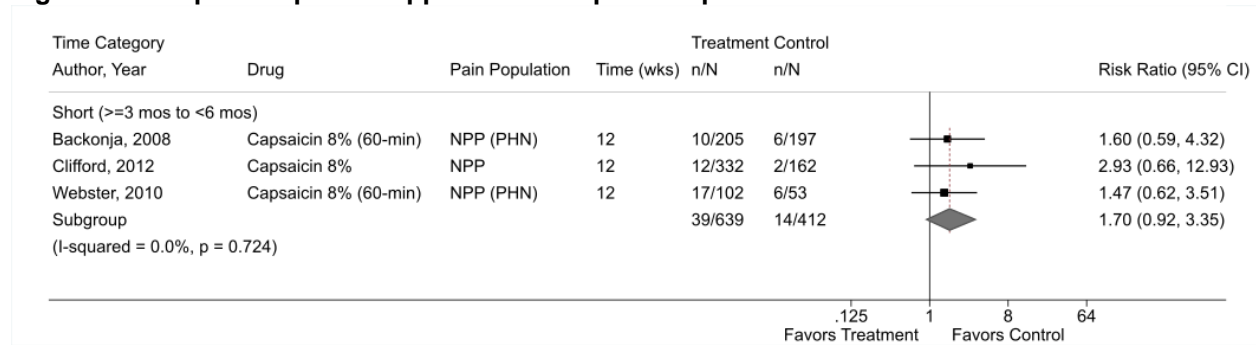 Time Category Treatment Control
Author, Year Drug Pain Population Time (wks) n/N n/N Risk Ratio (95% CI)
Short (>=3 mos to <6 mos)
Backonja, 2008 Capsaicin 8% (60-min) NPP (PHN) 12 10/205 6/197 1.60 (0.59, 4.32)
Clifford, 2012 Capsaicin 8% NPP 12 12/332 2/162 2.93 (0.66, 12.93)
Webster, 2010 Capsaicin 8% (60-min) NPP (PHN) 12 17/102 6/53 1.47 (0.62, 3.51)
Subgroup 39/639 14/412 1.70 (0.92, 3.35)
(I-squared = 0.0%, p = 0.724)
.125 1 8 64
Favors Treatment Favors Control